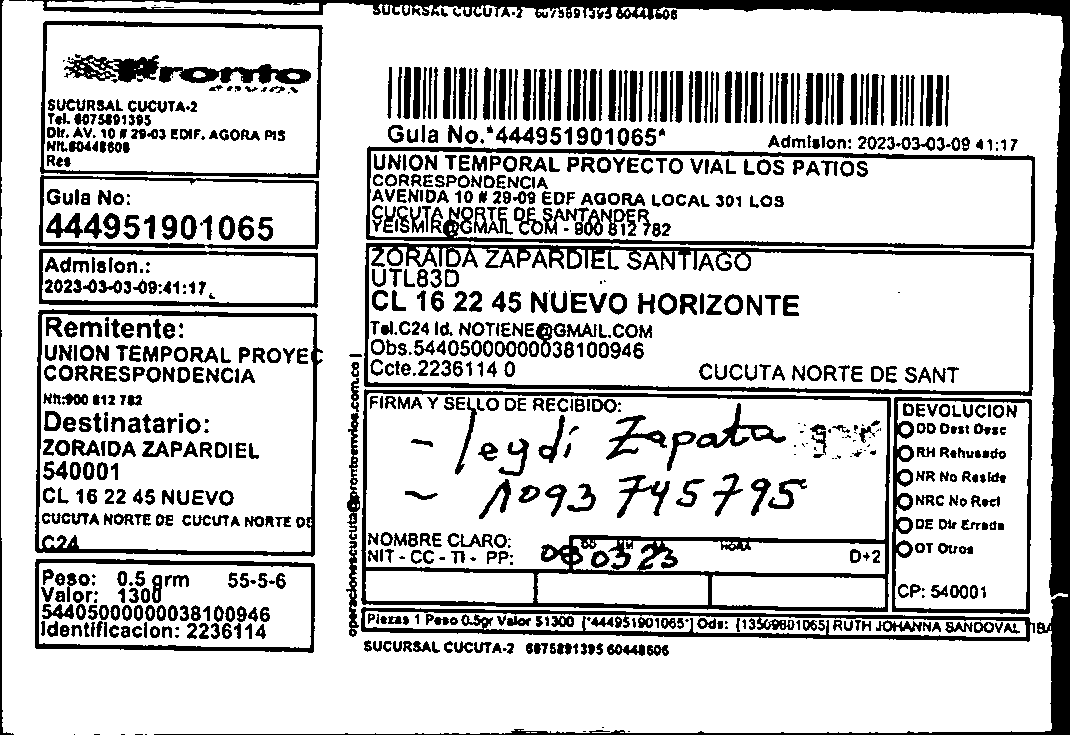 SUCURSAL CUCUTA-2 6075891395 60448606
Pronto
envios
SUCURSAL CUCUTA-2
Tel. 6075891395
Dir. AV. 10 # 29-03 EDIF. AGORA PIS
Nit.60448606
Res
Guia No:
444951901065
Admision.:
2023-03-03-09:41:17
Remitente:
UNION TEMPORAL PROYEC
CORRESPONDENCIA
Nit:900 812 782
Destinatario:
ZORAIDA ZAPARDIEL
540001
CL 16 22 45 NUEVO
CUCUTA NORTE DE CUCUTA NORTE DE
C24
Peso: 0.5 grm 55-5-6
Valor: 1300
54405000000038100946
Identificacion: 2236114
operacionescucuta@prontoenvios.com.co
Guia No.*444951901065*
Admision: 2023-03-03-09 41:17
UNION TEMPORAL PROYECTO VIAL LOS PATIOS
CORRESPONDENCIA
AVENIDA 10 # 29-09 EDF AGORA LOCAL 301 LOS
CUCUTA NORTE DE SANTANDER
YEISMIR@GMAIL COM - 900 812 782
ZORAIDA ZAPARDIEL SANTIAGO
UTL83D
CL 16 22 45 NUEVO HORIZONTE
Tel.C24 Id. NOTIENE@GMAIL.COM
Obs.54405000000038100946
Ccte.2236114 0 CUCUTA NORTE DE SANT
FIRMA Y SELLO DE RECIBIDO:
- leydi Zapata
- 1093 745795
NOMBRE CLARO:
NIT - CC - TI - PP:
DD MM AA HORA
080323
D+2
DEVOLUCION
DD Dest Desc
RH Rehusado
NR No Reside
NRC No Recl
DE Dir Errada
OT Otros
CP: 540001
Piezas 1 Peso 0.5gr Valor $1300 [*444951901065*] Ods: [13509801065] RUTH JOHANNA SANDOVAL
SUCURSAL CUCUTA-2 6075891395 60448606